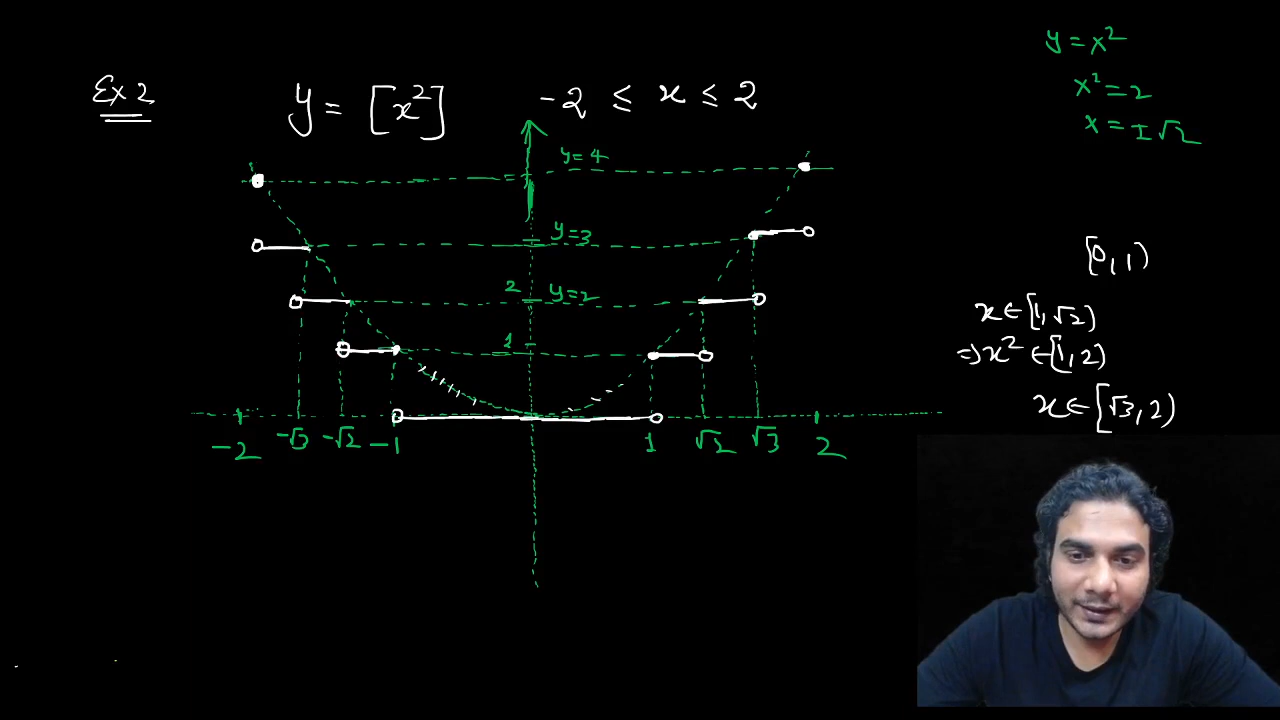 Ex 2
y = [x²] -2 ≤ x ≤ 2
y = x²
x² = 2
x = ±√2
y=4
y=3
2 y=2
1
-2 -√3 -√2 -1 1 √2 √3 2
[0,1)
x ∈ [1,√2)
⇒ x² ∈ [1,2)
x ∈ [√3, 2)